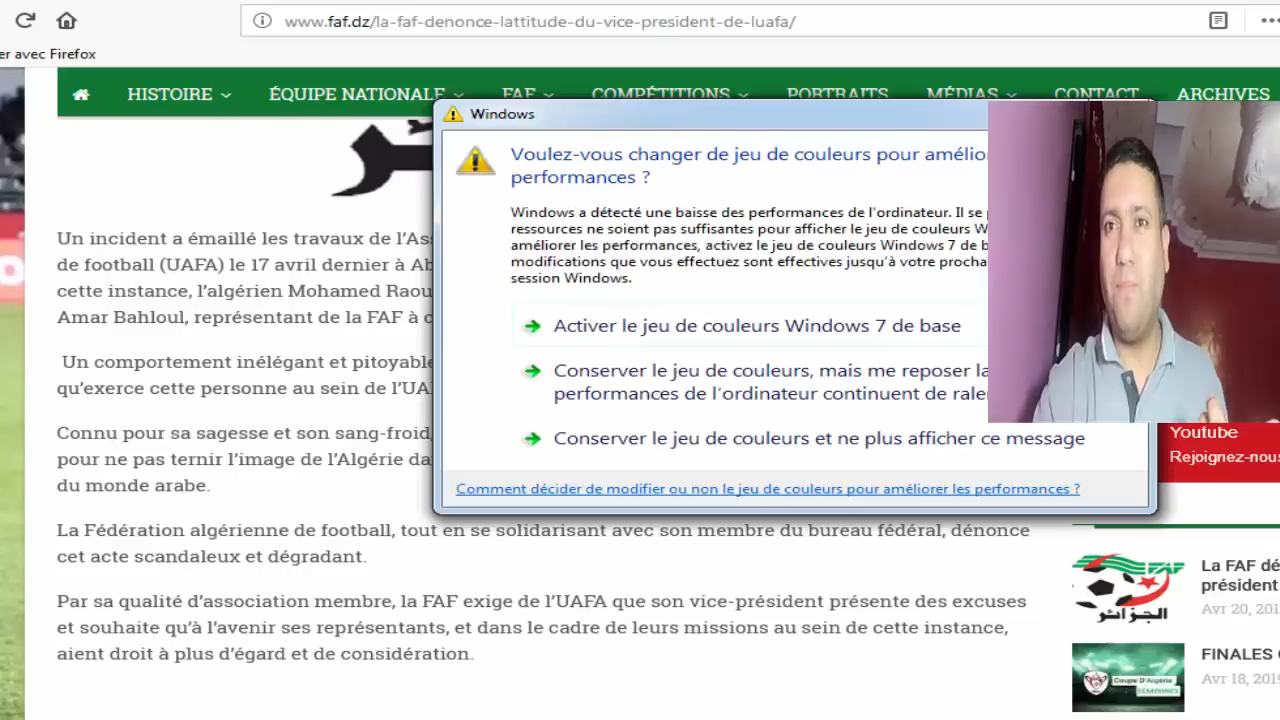 www.faf.dz/la-faf-denonce-lattitude-du-vice-president-de-luafa/
er avec Firefox
HISTOIRE
ÉQUIPE NATIONALE
FAF
COMPÉTITIONS
PORTRAITS
MÉDIAS
CONTACT
ARCHIVES
Windows
Voulez-vous changer de jeu de couleurs pour amélio
performances ?
Windows a détecté une baisse des performances de l'ordinateur. Il se p
ressources ne soient pas suffisantes pour afficher le jeu de couleurs W
améliorer les performances, activez le jeu de couleurs Windows 7 de b
modifications que vous effectuez sont effectives jusqu'à votre procha
session Windows.
Activer le jeu de couleurs Windows 7 de base
Conserver le jeu de couleurs, mais me reposer la
performances de l'ordinateur continuent de rale
Conserver le jeu de couleurs et ne plus afficher ce message
Comment décider de modifier ou non le jeu de couleurs pour améliorer les performances ?
Un incident a émaillé les travaux de l'Ass
de football (UAFA) le 17 avril dernier à Ab
cette instance, l'algérien Mohamed Raou
Amar Bahloul, représentant de la FAF à c
Un comportement inélégant et pitoyable
qu'exerce cette personne au sein de l'UA
Connu pour sa sagesse et son sang-froid,
pour ne pas ternir l'image de l'Algérie da
du monde arabe.
La Fédération algérienne de football, tout en se solidarisant avec son membre du bureau fédéral, dénonce
cet acte scandaleux et dégradant.
Par sa qualité d'association membre, la FAF exige de l'UAFA que son vice-président présente des excuses
et souhaite qu'à l'avenir ses représentants, et dans le cadre de leurs missions au sein de cette instance,
aient droit à plus d'égard et de considération.
Youtube
Rejoignez-nous
FAF
الجزائر
La FAF dé
président
Avr 20, 201
Coupe D'Algérie
FÉMININES
FINALES
Avr 18, 2019